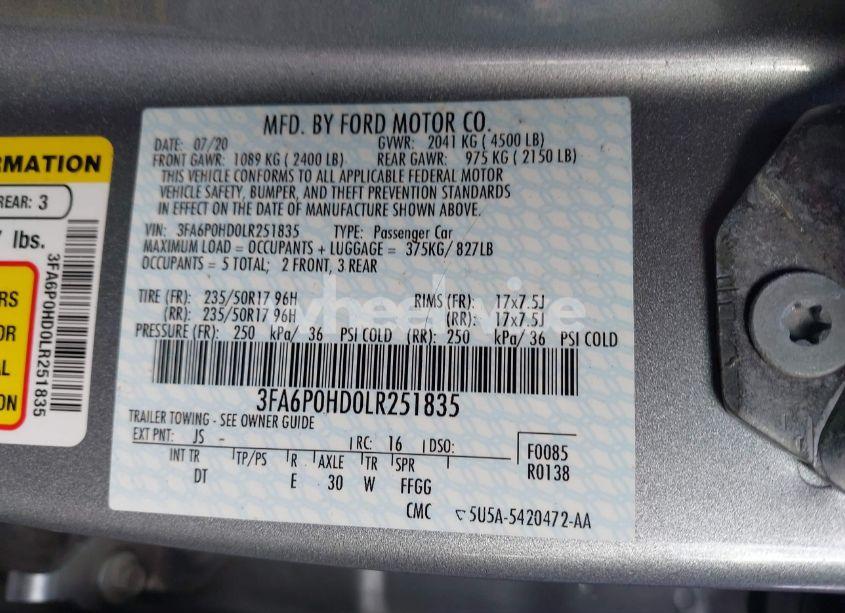 MFD. BY FORD MOTOR CO.
DATE: 07/20 GVWR: 2041 KG ( 4500 LB)
FRONT GAWR: 1089 KG ( 2400 LB) REAR GAWR: 975 KG ( 2150 LB)
THIS VEHICLE CONFORMS TO ALL APPLICABLE FEDERAL MOTOR
VEHICLE SAFETY, BUMPER, AND THEFT PREVENTION STANDARDS
IN EFFECT ON THE DATE OF MANUFACTURE SHOWN ABOVE.
VIN: 3FA6P0HD0LR251835 TYPE: Passenger Car
MAXIMUM LOAD = OCCUPANTS + LUGGAGE = 375KG/ 827LB
OCCUPANTS = 5 TOTAL; 2 FRONT, 3 REAR
TIRE (FR): 235/50R17 96H RIMS (FR): 17x7.5J
(RR): 235/50R17 96H (RR): 17x7.5J
PRESSURE (FR): 250 kPa/ 36 PSI COLD (RR): 250 kPa/ 36 PSI COLD
3FA6P0HD0LR251835
TRAILER TOWING - SEE OWNER GUIDE
EXT PNT: JS - RC: 16 DSO: F0085
INT TR TP/PS R AXLE TR SPR R0138
DT E 30 W FFGG
CMC 5U5A-5420472-AA
RMATION
REAR: 3
lbs.
RS
OR
AL
ON
3FA6P0HD0LR251835
wheelwire